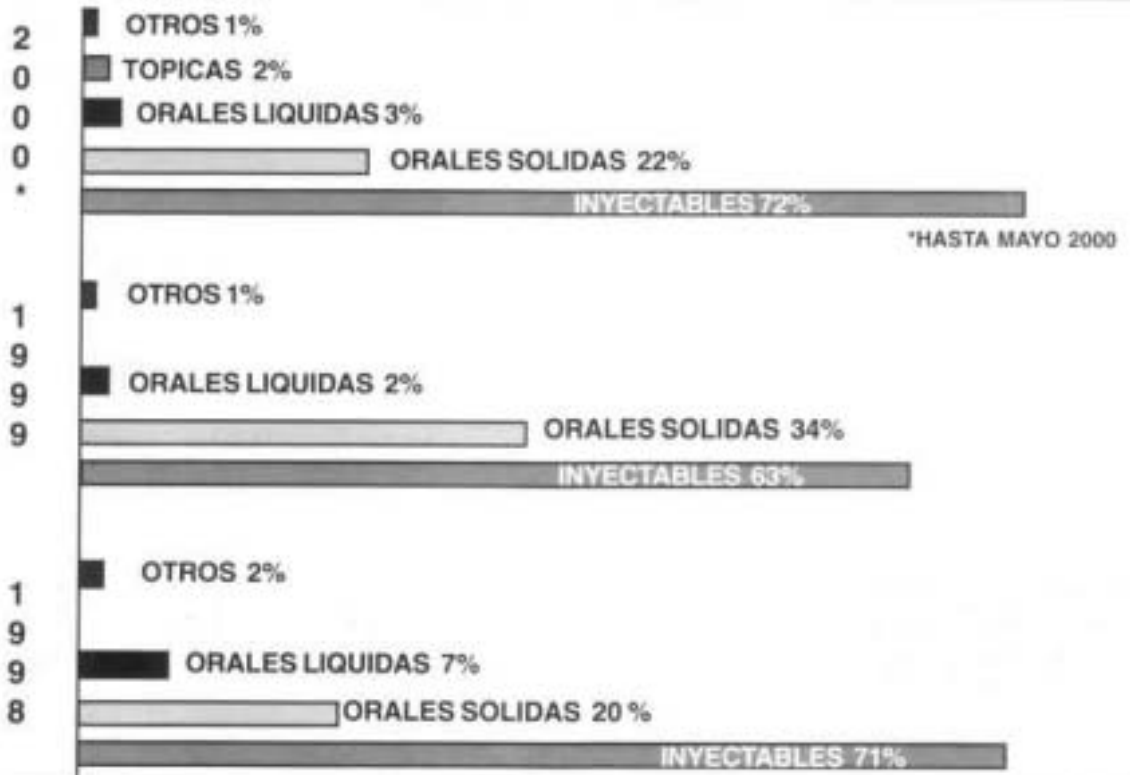 2000*
OTROS 1%
TOPICAS 2%
ORALES LIQUIDAS 3%
ORALES SOLIDAS 22%
INYECTABLES 72%
*HASTA MAYO 2000
1999
OTROS 1%
ORALES LIQUIDAS 2%
ORALES SOLIDAS 34%
INYECTABLES 63%
1998
OTROS 2%
ORALES LIQUIDAS 7%
ORALES SOLIDAS 20 %
INYECTABLES 71%